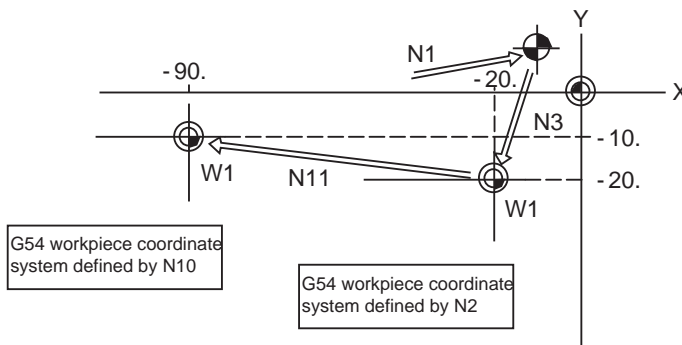 Y
N1
- 90.
- 20.
X
N3
- 10.
W1
N11
- 20.
W1
G54 workpiece coordinate
system defined by N10
G54 workpiece coordinate
system defined by N2